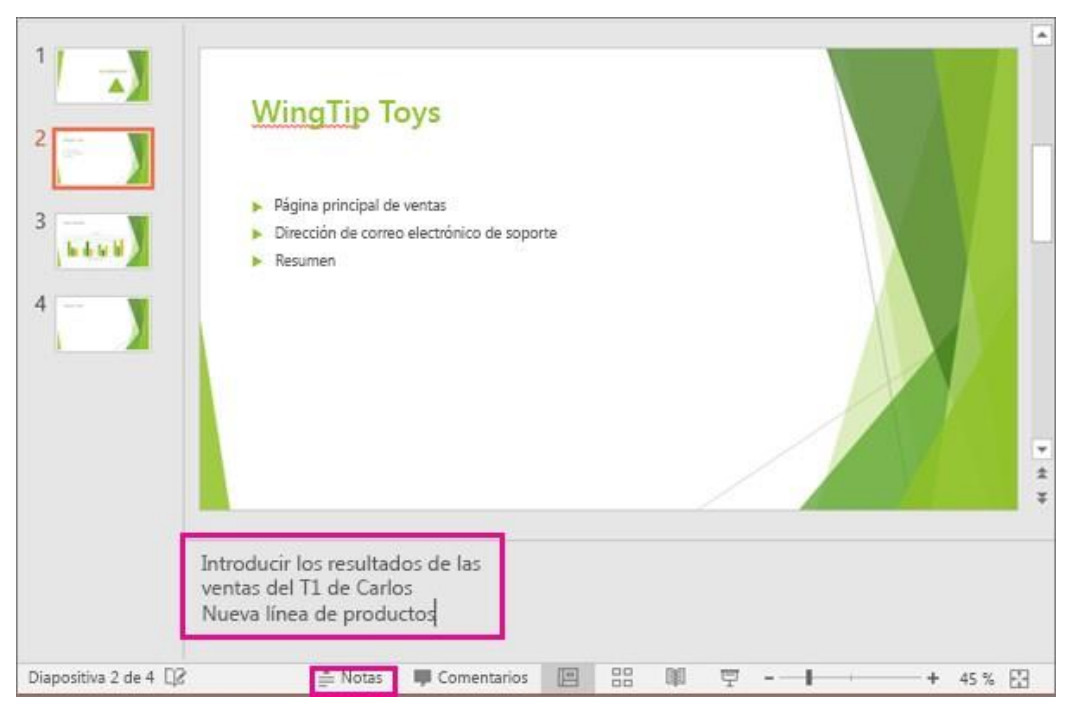 1
2
3
4
WingTip Toys
Página principal de ventas
Dirección de correo electrónico de soporte
Resumen
Introducir los resultados de las
ventas del T1 de Carlos
Nueva línea de productos
Diapositiva 2 de 4 Notas Comentarios - + 45 %